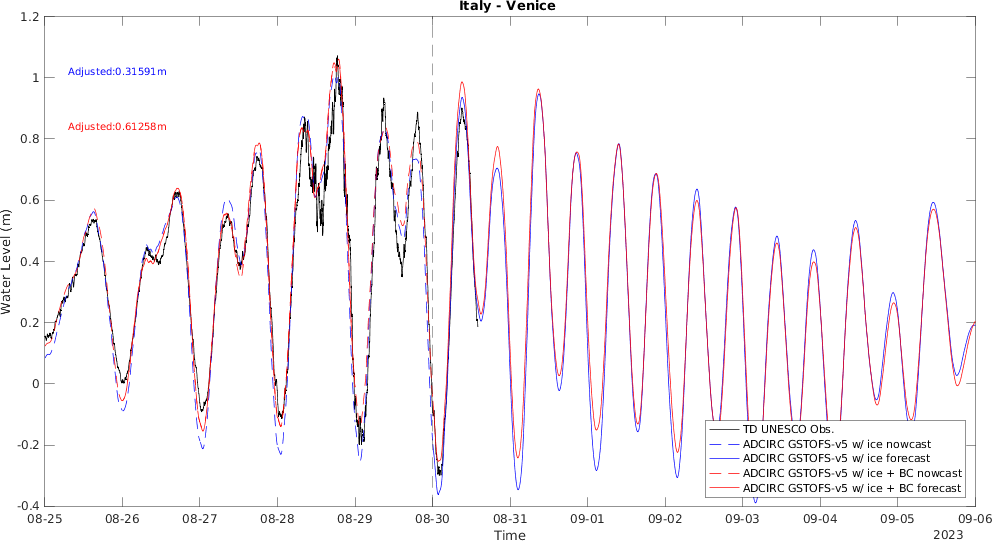 Italy - Venice
Adjusted:0.31591m
Adjusted:0.61258m
Water Level (m)
1.2
1
0.8
0.6
0.4
0.2
0
-0.2
-0.4
TD UNESCO Obs.
ADCIRC GSTOFS-v5 w/ ice nowcast
ADCIRC GSTOFS-v5 w/ ice forecast
ADCIRC GSTOFS-v5 w/ ice + BC nowcast
ADCIRC GSTOFS-v5 w/ ice + BC forecast
08-25 08-26 08-27 08-28 08-29 08-30 08-31 09-01 09-02 09-03 09-04 09-05 09-06
Time
2023